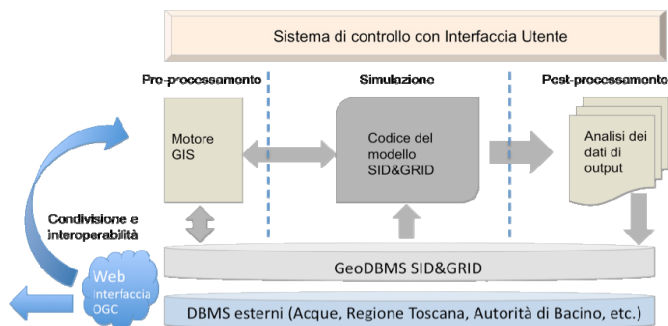 Sistema di controllo con Interfaccia Utente
Pre-processamento
Simulazione
Post-processamento
Motore
GIS
Codice del
modello
SID&GRID
Analisi dei
dati di
output
Condivisione e
interoperabilità
Web
Interfaccia
OGC
GeoDBMS SID&GRID
DBMS esterni (Acque, Regione Toscana, Autorità di Bacino, etc.)